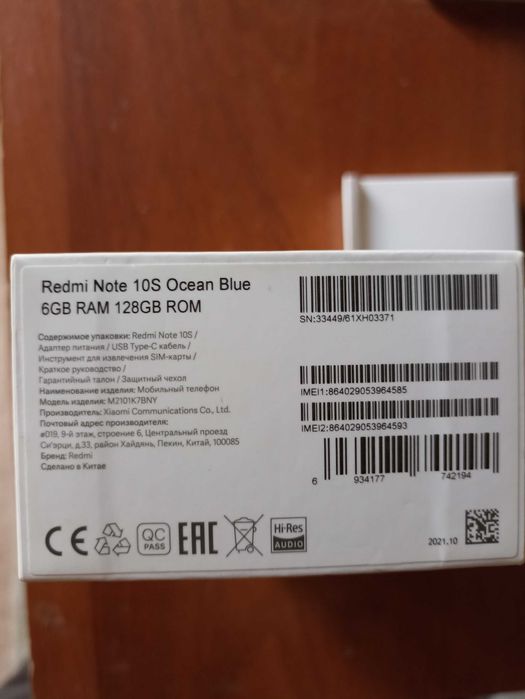 Redmi Note 10S Ocean Blue
6GB RAM 128GB ROM
Содержимое упаковки: Redmi Note 10S /
Адаптер питания / USB Type-C кабель /
Инструмент для извлечения SIM-карты /
Краткое руководство /
Гарантийный талон / Защитный чехол
Наименование изделия: Мобильный телефон
Модель изделия: M2101K7BNY
Производитель: Xiaomi Communications Co., Ltd.
Почтовый адрес производителя:
#019, 9-й этаж, строение 6, Центральный проезд
Си'эрци, д.33, район Хайдянь, Пекин, Китай, 100085
Бренд: Redmi
Сделано в Китае
SN:33449/61XH03371
IMEI1:864029053964585
IMEI2:864029053964593
6 934177 742194
CE
QC
PASS
EAC
Hi-Res
AUDIO
2021.10